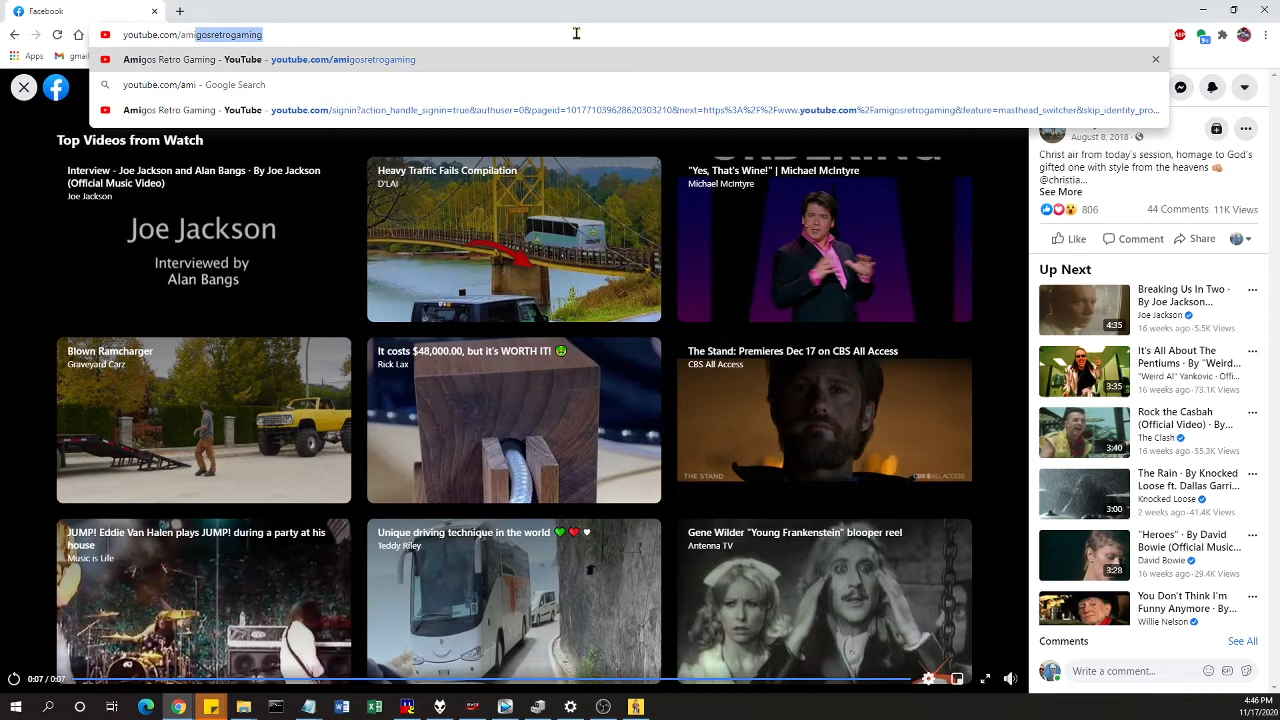 Facebook
youtube.com/amigosretrogaming
Apps
gmail
Amigos Retro Gaming - YouTube - youtube.com/amigosretrogaming
youtube.com/ami - Google Search
Amigos Retro Gaming - YouTube - youtube.com/signin?action_handle_signin=true&authuser=0&pageid=101771039628620303210&next=https%3A%2F%2Fwww.youtube.com%2Famigosretrogaming&feature=masthead_switcher&skip_identity_pro...
Top Videos from Watch
Interview - Joe Jackson and Alan Bangs · By Joe Jackson
(Official Music Video)
Joe Jackson
Joe Jackson
Interviewed by
Alan Bangs
Heavy Traffic Fails Compilation
D'LAI
"Yes, That's Wine!" | Michael McIntyre
Michael McIntyre
Blown Ramcharger
Graveyard Carz
It costs $48,000.00, but it's WORTH IT! 🤢
Rick Lax
The Stand: Premieres Dec 17 on CBS All Access
CBS All Access
THE STAND
CBS ALL ACCESS
JUMP! Eddie Van Halen plays JUMP! during a party at his
house
Music is Life
Unique driving technique in the world 💚❤️🤍
Teddy Riley
Gene Wilder "Young Frankenstein" blooper reel
Antenna TV
0:07 / 0:07
August 8, 2018 ·
Christ air from today's session, homage to God's
gifted one with style from the heavens 👊🏼
@christia...
See More
806
44 Comments 11K Views
Like
Comment
Share
Up Next
Breaking Us In Two ·
By Joe Jackson...
Joe Jackson
16 weeks ago · 5.5K Views
4:35
It's All About The
Pentiums · By "Weird...
"Weird Al" Yankovic · Offi...
16 weeks ago · 73.1K Views
3:35
Rock the Casbah
(Official Video) · By...
The Clash
16 weeks ago · 55.3K Views
3:40
The Rain · By Knocked
Loose ft. Dallas Garri...
Knocked Loose
2 weeks ago · 41.4K Views
3:00
"Heroes" · By David
Bowie (Official Music...
David Bowie
16 weeks ago · 29.4K Views
3:28
You Don't Think I'm
Funny Anymore · By...
Willie Nelson
Comments
See All
Write a comment...
4:46 PM
11/17/2020